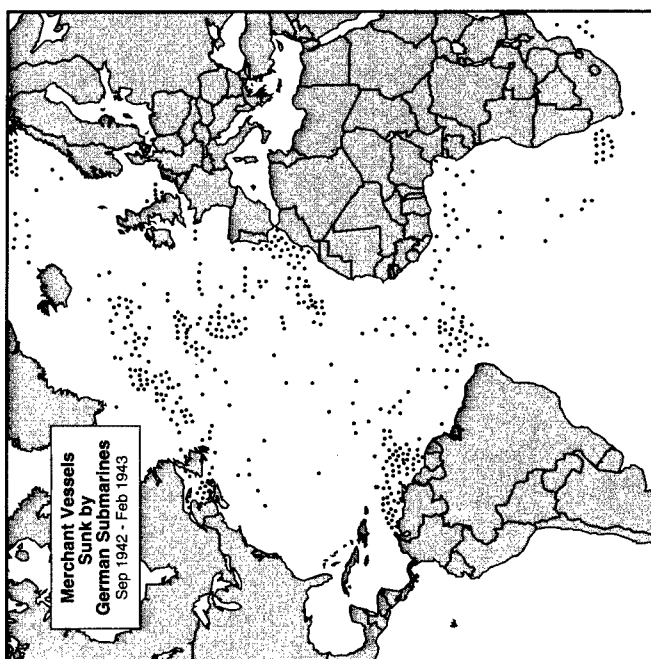 Merchant Vessels
Sunk by
German Submarines
Sep 1942 - Feb 1943